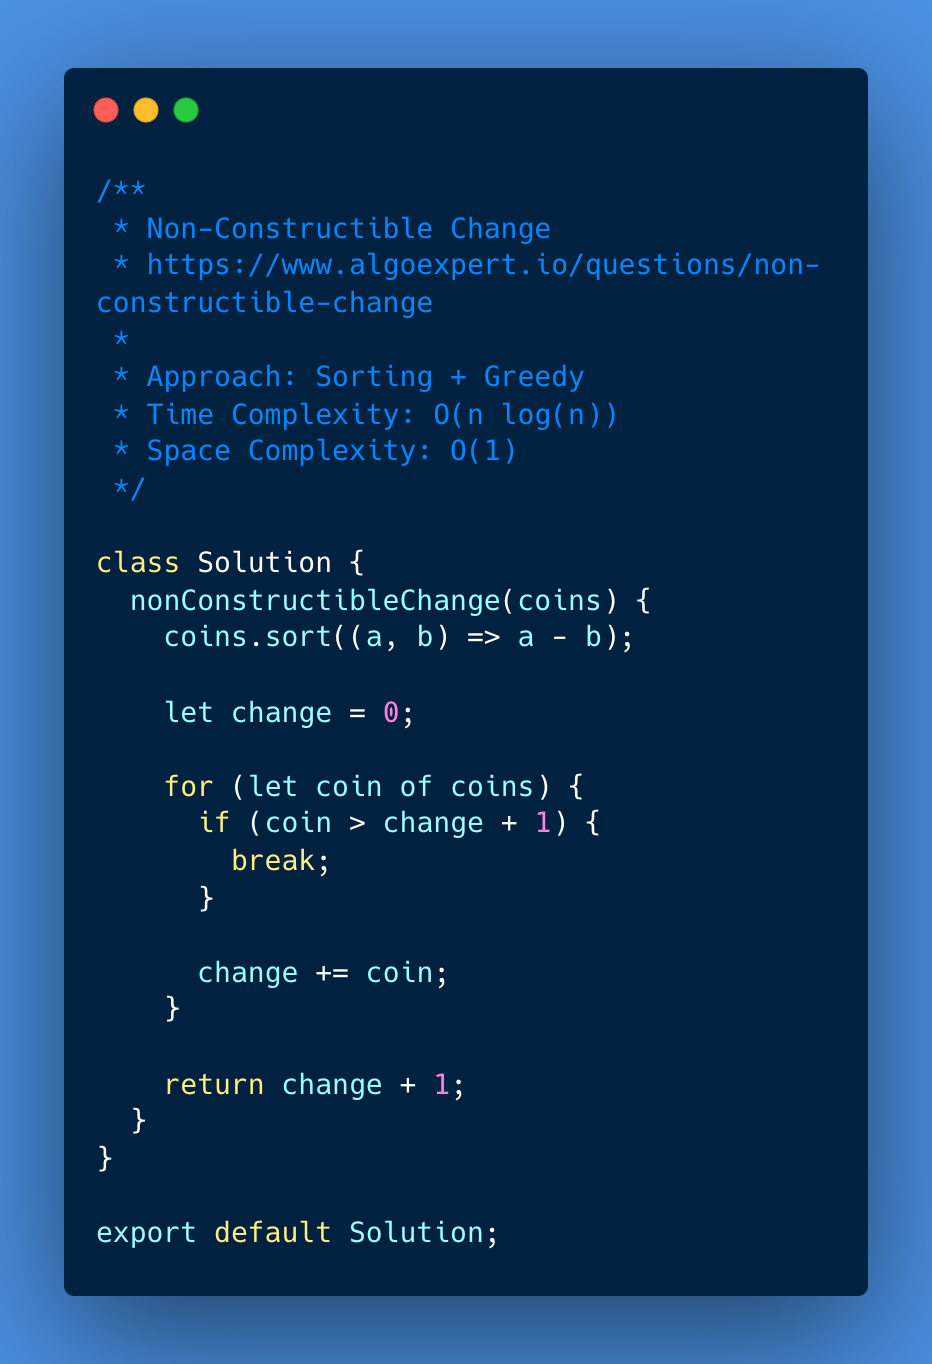 /**
 * Non-Constructible Change
 * https://www.algoexpert.io/questions/non-
constructible-change
 *
 * Approach: Sorting + Greedy
 * Time Complexity: O(n log(n))
 * Space Complexity: O(1)
 */

class Solution {
  nonConstructibleChange(coins) {
    coins.sort((a, b) => a - b);

    let change = 0;

    for (let coin of coins) {
      if (coin > change + 1) {
        break;
      }

      change += coin;
    }

    return change + 1;
  }
}

export default Solution;